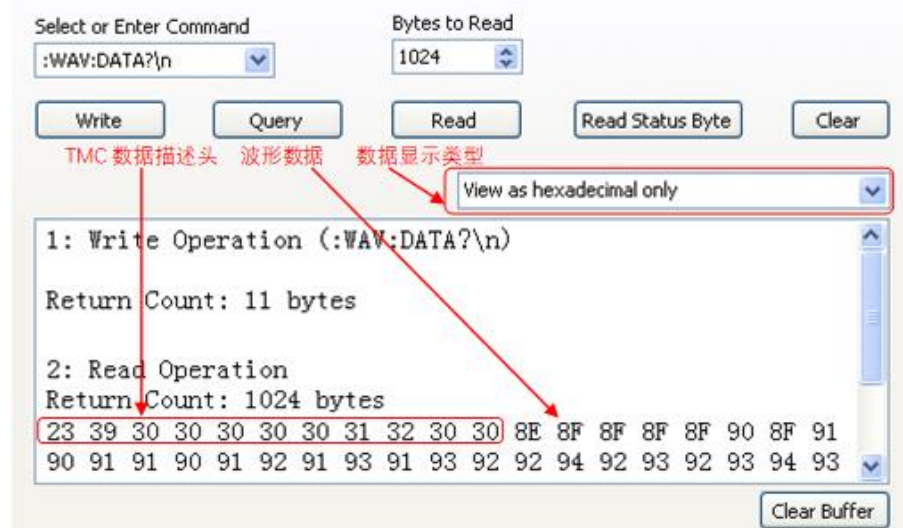 Select or Enter Command
Bytes to Read
:WAV:DATA?\n
1024
Write
Query
Read
Read Status Byte
Clear
TMC 数据描述头
波形数据
数据显示类型
View as hexadecimal only
1: Write Operation (:WAV:DATA?\n)
Return Count: 11 bytes
2: Read Operation
Return Count: 1024 bytes
23 39 30 30 30 30 30 31 32 30 30 8E 8F 8F 8F 8F 90 8F 91
90 91 91 90 91 92 91 93 91 93 92 92 94 92 93 92 93 94 93
Clear Buffer